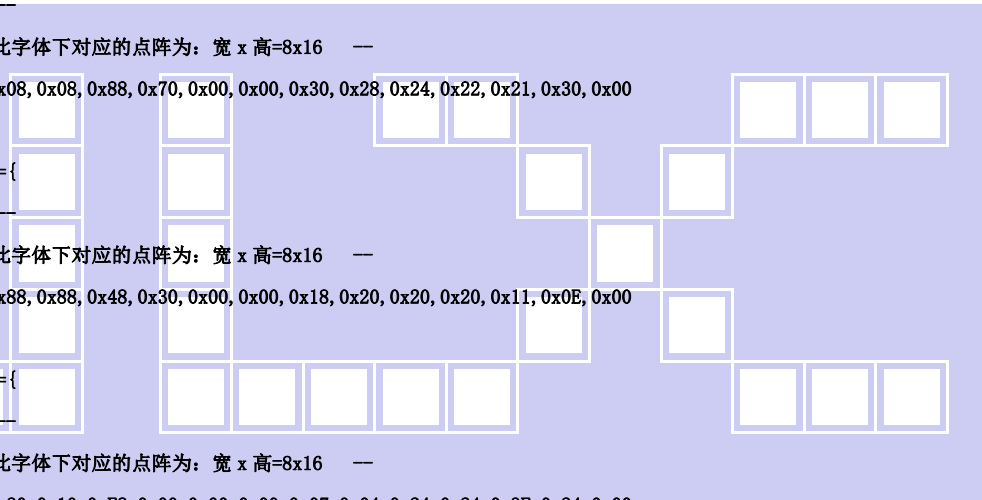 --
此字体下对应的点阵为：宽 x 高=8x16   --
x08,0x08,0x88,0x70,0x00,0x00,0x30,0x28,0x24,0x22,0x21,0x30,0x00
={
--
此字体下对应的点阵为：宽 x 高=8x16   --
x88,0x88,0x48,0x30,0x00,0x00,0x18,0x20,0x20,0x20,0x11,0x0E,0x00
={
--
此字体下对应的点阵为：宽 x 高=8x16   --